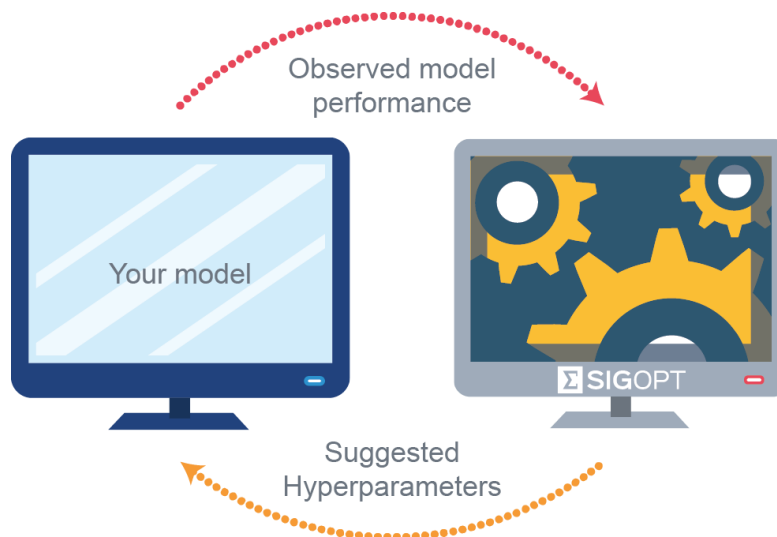 Observed model
performance
Your model
Σ SIGOPT
Suggested
Hyperparameters